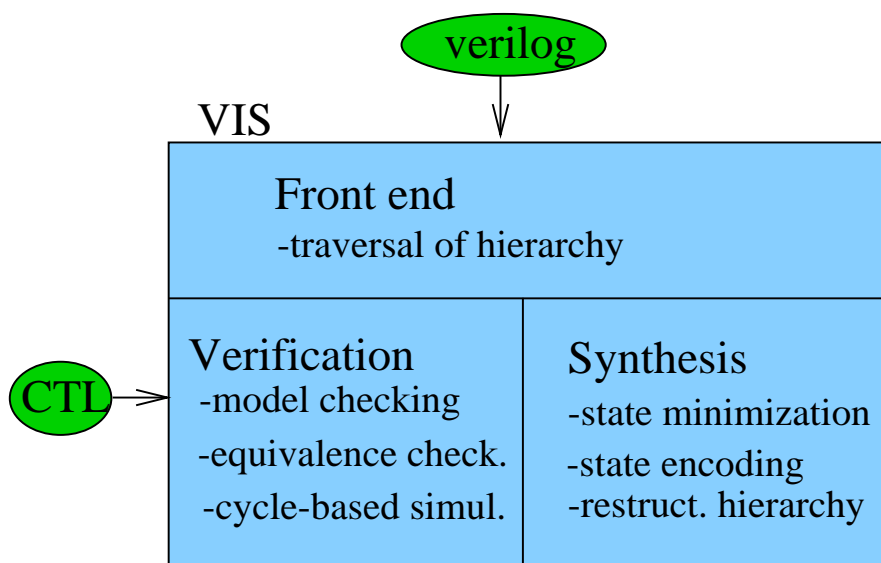 verilog
VIS
Front end
-traversal of hierarchy
Verification
-model checking
-equivalence check.
-cycle-based simul.
CTL
Synthesis
-state minimization
-state encoding
-restruct. hierarchy